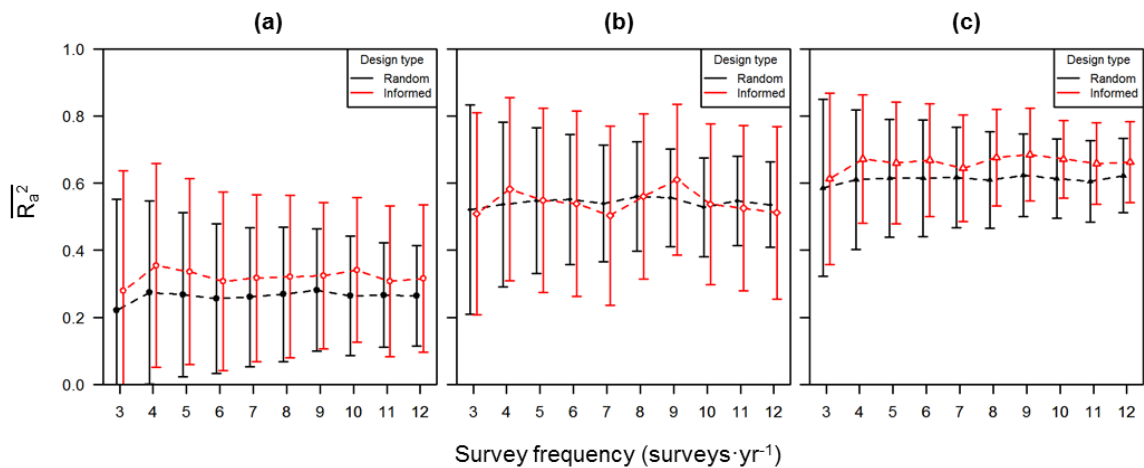 (a) (b) (c)
1.0
0.8
0.6
0.4
0.2
0.0
Ra²
Design type
Random
Informed
Design type
Random
Informed
Design type
Random
Informed
3 4 5 6 7 8 9 10 11 12
3 4 5 6 7 8 9 10 11 12
3 4 5 6 7 8 9 10 11 12
Survey frequency (surveys·yr⁻¹)